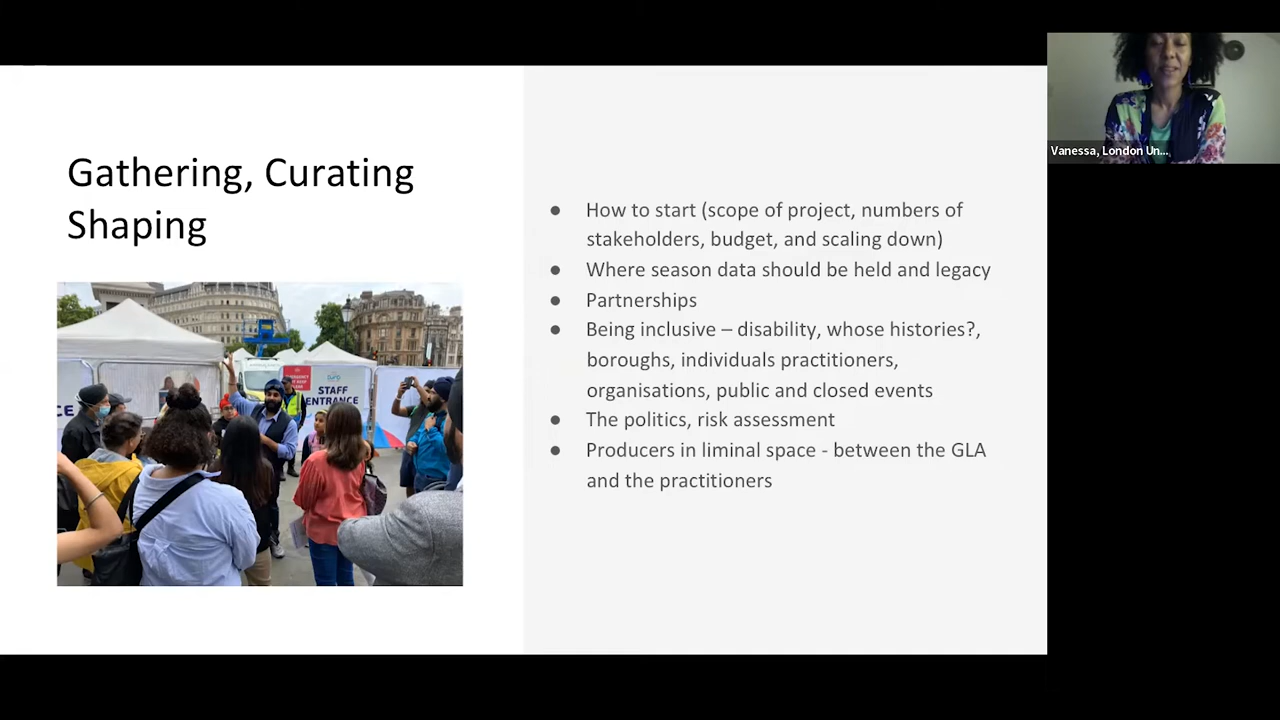 Gathering, Curating
Shaping
● How to start (scope of project, numbers of
stakeholders, budget, and scaling down)
● Where season data should be held and legacy
● Partnerships
● Being inclusive – disability, whose histories?,
boroughs, individuals practitioners,
organisations, public and closed events
● The politics, risk assessment
● Producers in liminal space - between the GLA
and the practitioners
STAFF
ENTRANCE
CE
Vanessa, London Un...